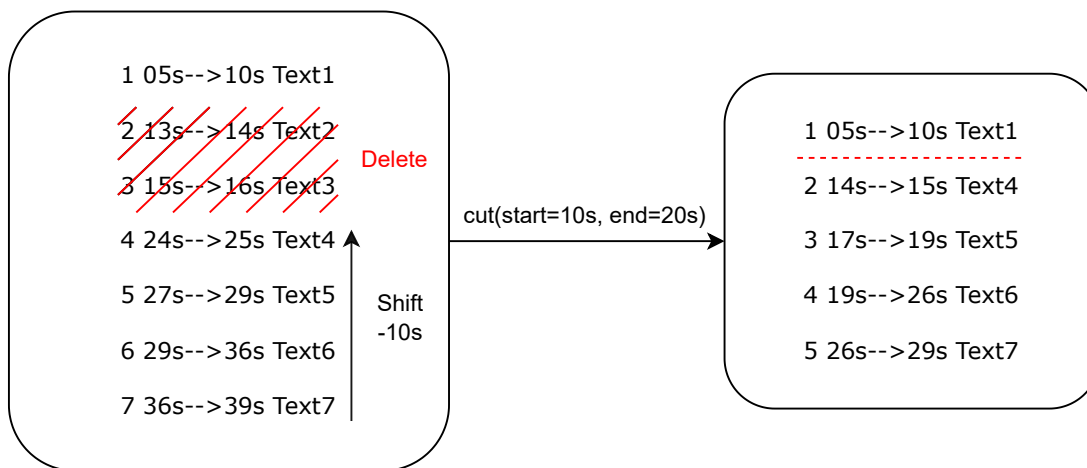 1 05s-->10s Text1
2 13s-->14s Text2
3 15s-->16s Text3
Delete
4 24s-->25s Text4
5 27s-->29s Text5
6 29s-->36s Text6
7 36s-->39s Text7
Shift
-10s
cut(start=10s, end=20s)
1 05s-->10s Text1
2 14s-->15s Text4
3 17s-->19s Text5
4 19s-->26s Text6
5 26s-->29s Text7